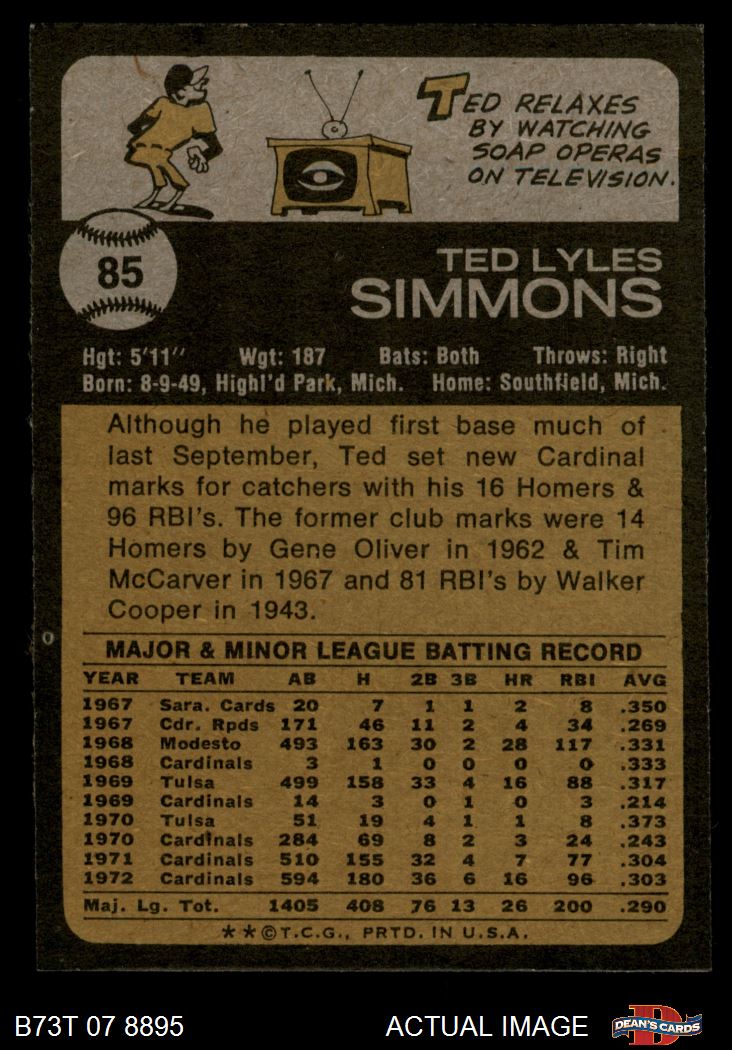 TED RELAXES
BY WATCHING
SOAP OPERAS
ON TELEVISION.
85
TED LYLES
SIMMONS
Hgt: 5'11" Wgt: 187 Bats: Both Throws: Right
Born: 8-9-49, Highl'd Park, Mich. Home: Southfield, Mich.
Although he played first base much of
last September, Ted set new Cardinal
marks for catchers with his 16 Homers &
96 RBI's. The former club marks were 14
Homers by Gene Oliver in 1962 & Tim
McCarver in 1967 and 81 RBI's by Walker
Cooper in 1943.
MAJOR & MINOR LEAGUE BATTING RECORD
YEAR TEAM AB H 2B 3B HR RBI AVG
1967 Sara. Cards 20 7 1 1 2 8 .350
1967 Cdr. Rpds 171 46 11 2 4 34 .269
1968 Modesto 493 163 30 2 28 117 .331
1968 Cardinals 3 1 0 0 0 0 .333
1969 Tulsa 499 158 33 4 16 88 .317
1969 Cardinals 14 3 0 1 0 3 .214
1970 Tulsa 51 19 4 1 1 8 .373
1970 Cardinals 284 69 8 2 3 24 .243
1971 Cardinals 510 155 32 4 7 77 .304
1972 Cardinals 594 180 36 6 16 96 .303
Maj. Lg. Tot. 1405 408 76 13 26 200 .290
★★©T.C.G., PRTD. IN U.S.A.
B73T 07 8895 ACTUAL IMAGE
D
DEAN'S CARDS